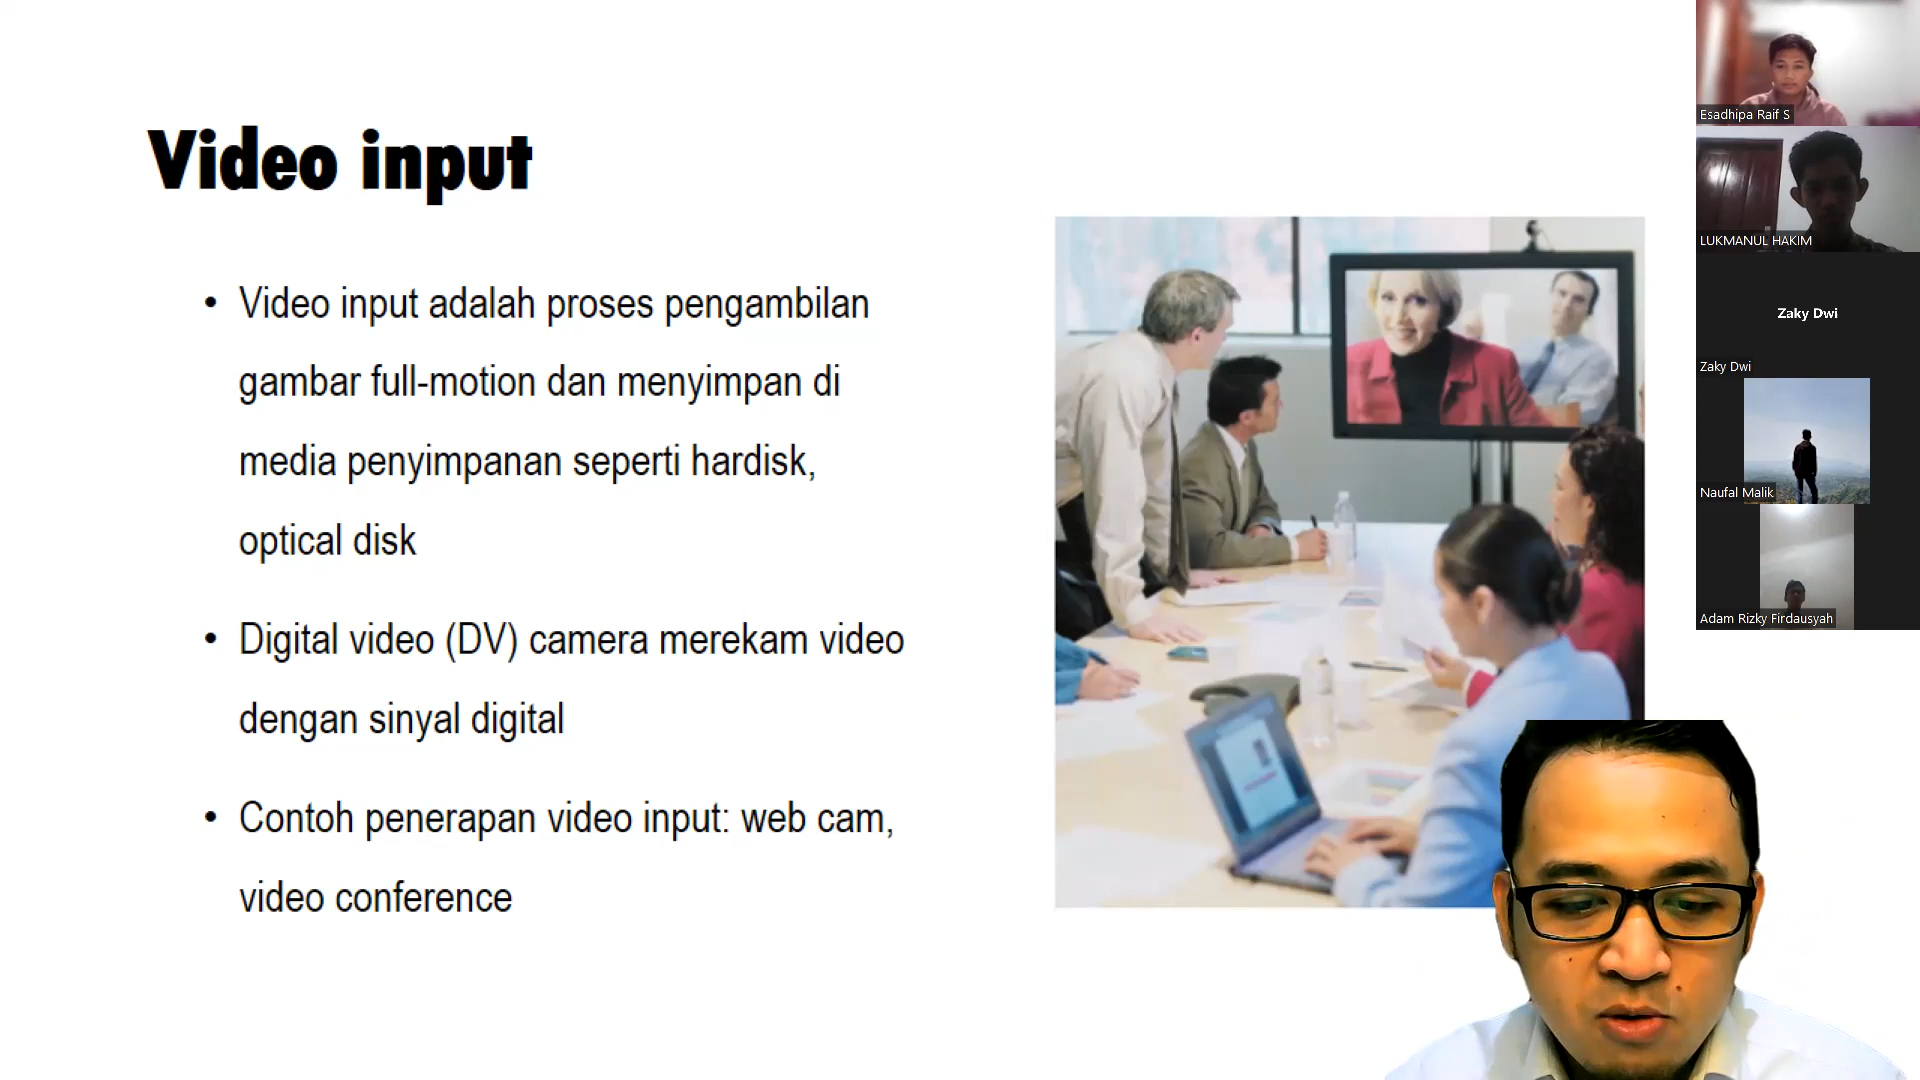 Video input
• Video input adalah proses pengambilan
gambar full-motion dan menyimpan di
media penyimpanan seperti hardisk,
optical disk
• Digital video (DV) camera merekam video
dengan sinyal digital
• Contoh penerapan video input: web cam,
video conference
Esadhipa Raif S
LUKMANUL HAKIM
Zaky Dwi
Zaky Dwi
Naufal Malik
Adam Rizky Firdausyah